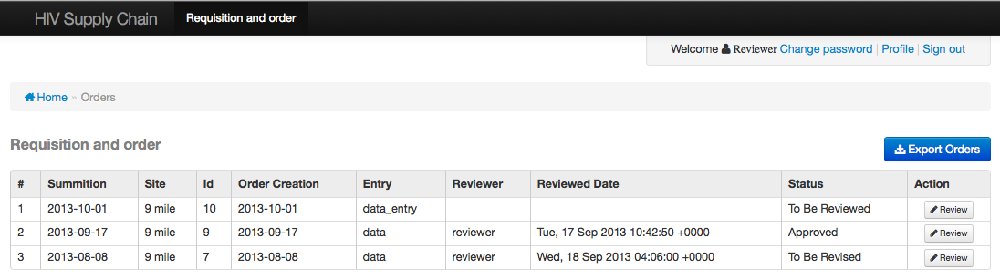 HIV Supply Chain Requisition and order
Welcome Reviewer Change password | Profile | Sign out
Home » Orders
Requisition and order
Export Orders
# Summition Site Id Order Creation Entry Reviewer Reviewed Date Status Action
1 2013-10-01 9 mile 10 2013-10-01 data_entry To Be Reviewed Review
2 2013-09-17 9 mile 9 2013-09-17 data reviewer Tue, 17 Sep 2013 10:42:50 +0000 Approved Review
3 2013-08-08 9 mile 7 2013-08-08 data reviewer Wed, 18 Sep 2013 04:06:00 +0000 To Be Revised Review